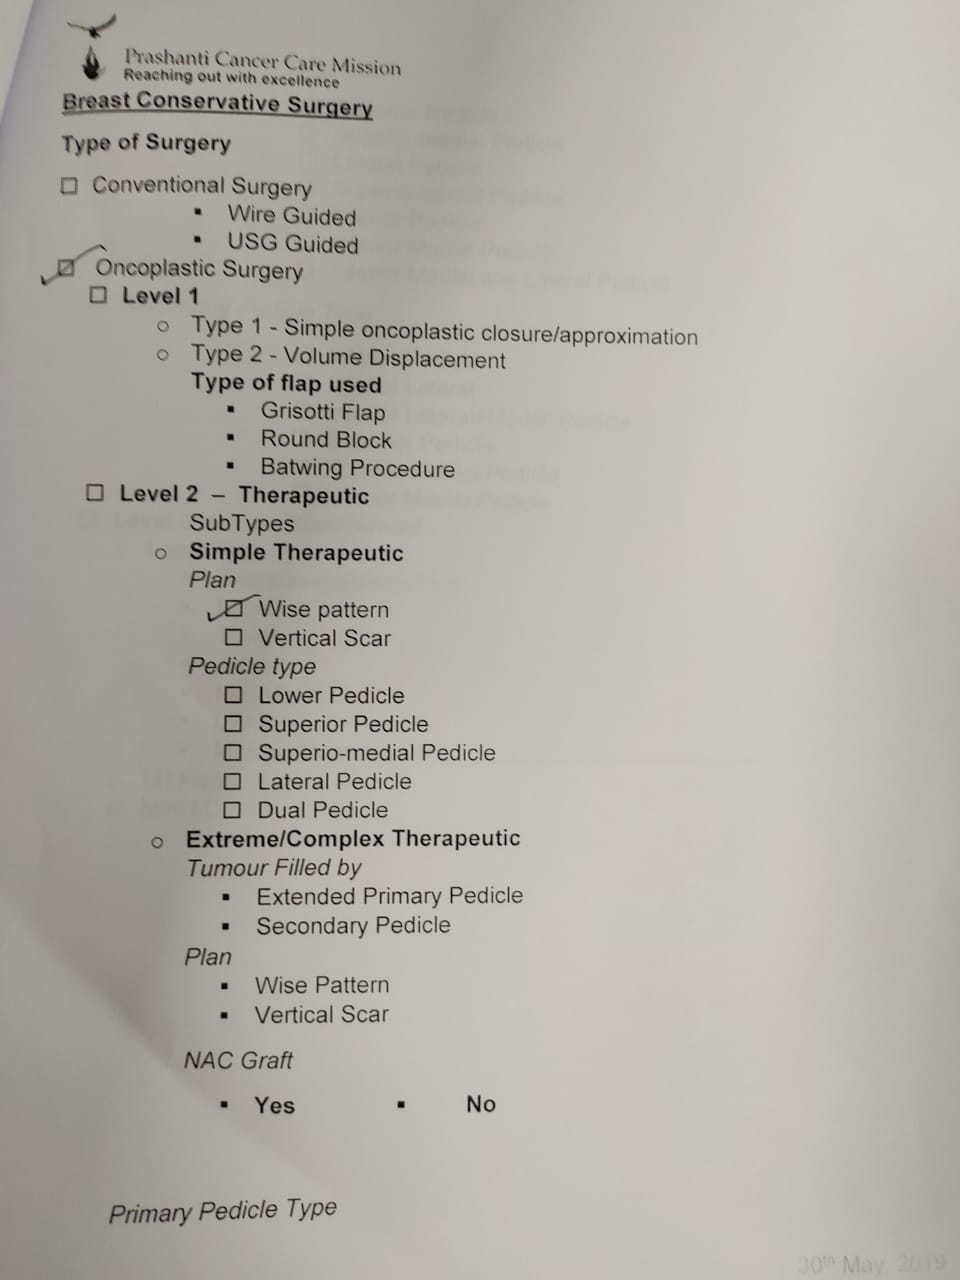 Prashanti Cancer Care Mission
Reaching out with excellence
Breast Conservative Surgery
Type of Surgery
☐ Conventional Surgery
▪ Wire Guided
▪ USG Guided
☑ Oncoplastic Surgery
☐ Level 1
○ Type 1 - Simple oncoplastic closure/approximation
○ Type 2 - Volume Displacement
Type of flap used
▪ Grisotti Flap
▪ Round Block
▪ Batwing Procedure
☐ Level 2 – Therapeutic
SubTypes
○ Simple Therapeutic
Plan
☑ Wise pattern
☐ Vertical Scar
Pedicle type
☐ Lower Pedicle
☐ Superior Pedicle
☐ Superio-medial Pedicle
☐ Lateral Pedicle
☐ Dual Pedicle
○ Extreme/Complex Therapeutic
Tumour Filled by
▪ Extended Primary Pedicle
▪ Secondary Pedicle
Plan
▪ Wise Pattern
▪ Vertical Scar
NAC Graft
▪ Yes ▪ No
Primary Pedicle Type
30th May, 2019